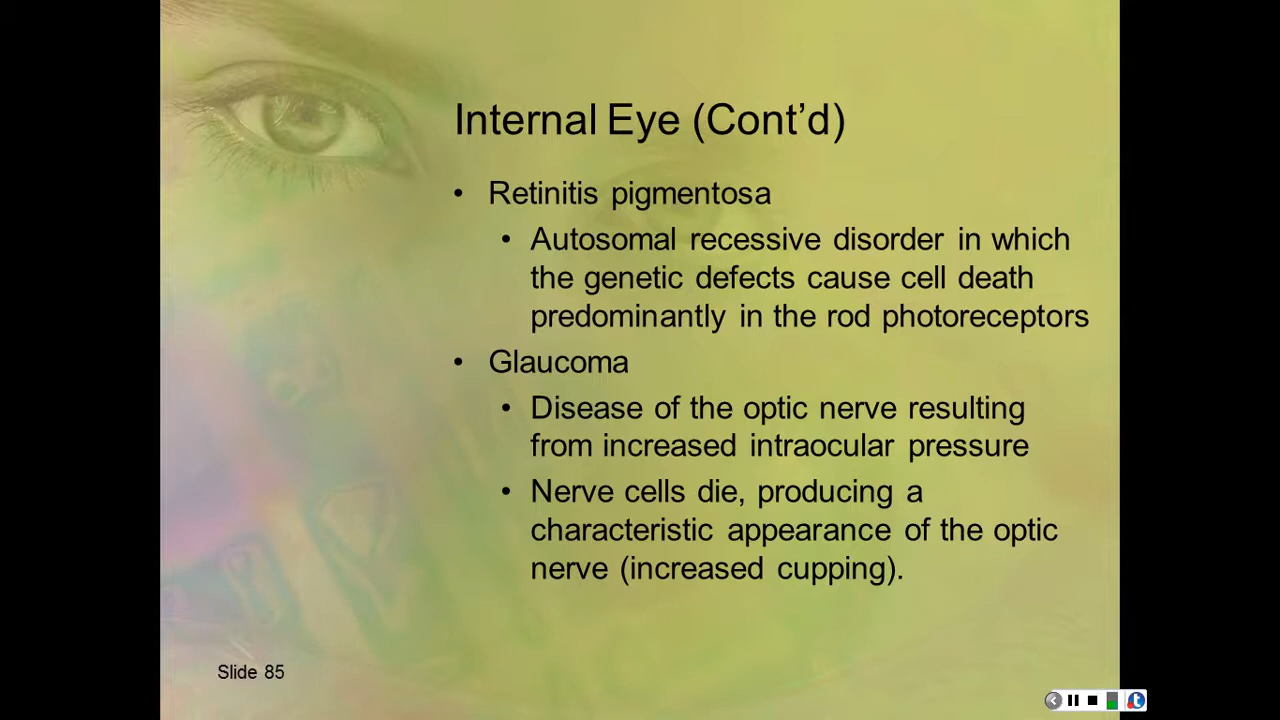 Internal Eye (Cont’d)
• Retinitis pigmentosa
• Autosomal recessive disorder in which
the genetic defects cause cell death
predominantly in the rod photoreceptors
• Glaucoma
• Disease of the optic nerve resulting
from increased intraocular pressure
• Nerve cells die, producing a
characteristic appearance of the optic
nerve (increased cupping).
Slide 85
t